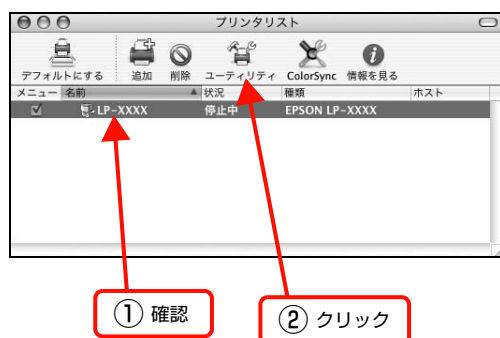 プリンタリスト
デフォルトにする 追加 削除 ユーティリティ ColorSync 情報を見る
メニュー 名前 状況 種類 ホスト
LP-XXXX 停止中 EPSON LP-XXXX
① 確認
② クリック